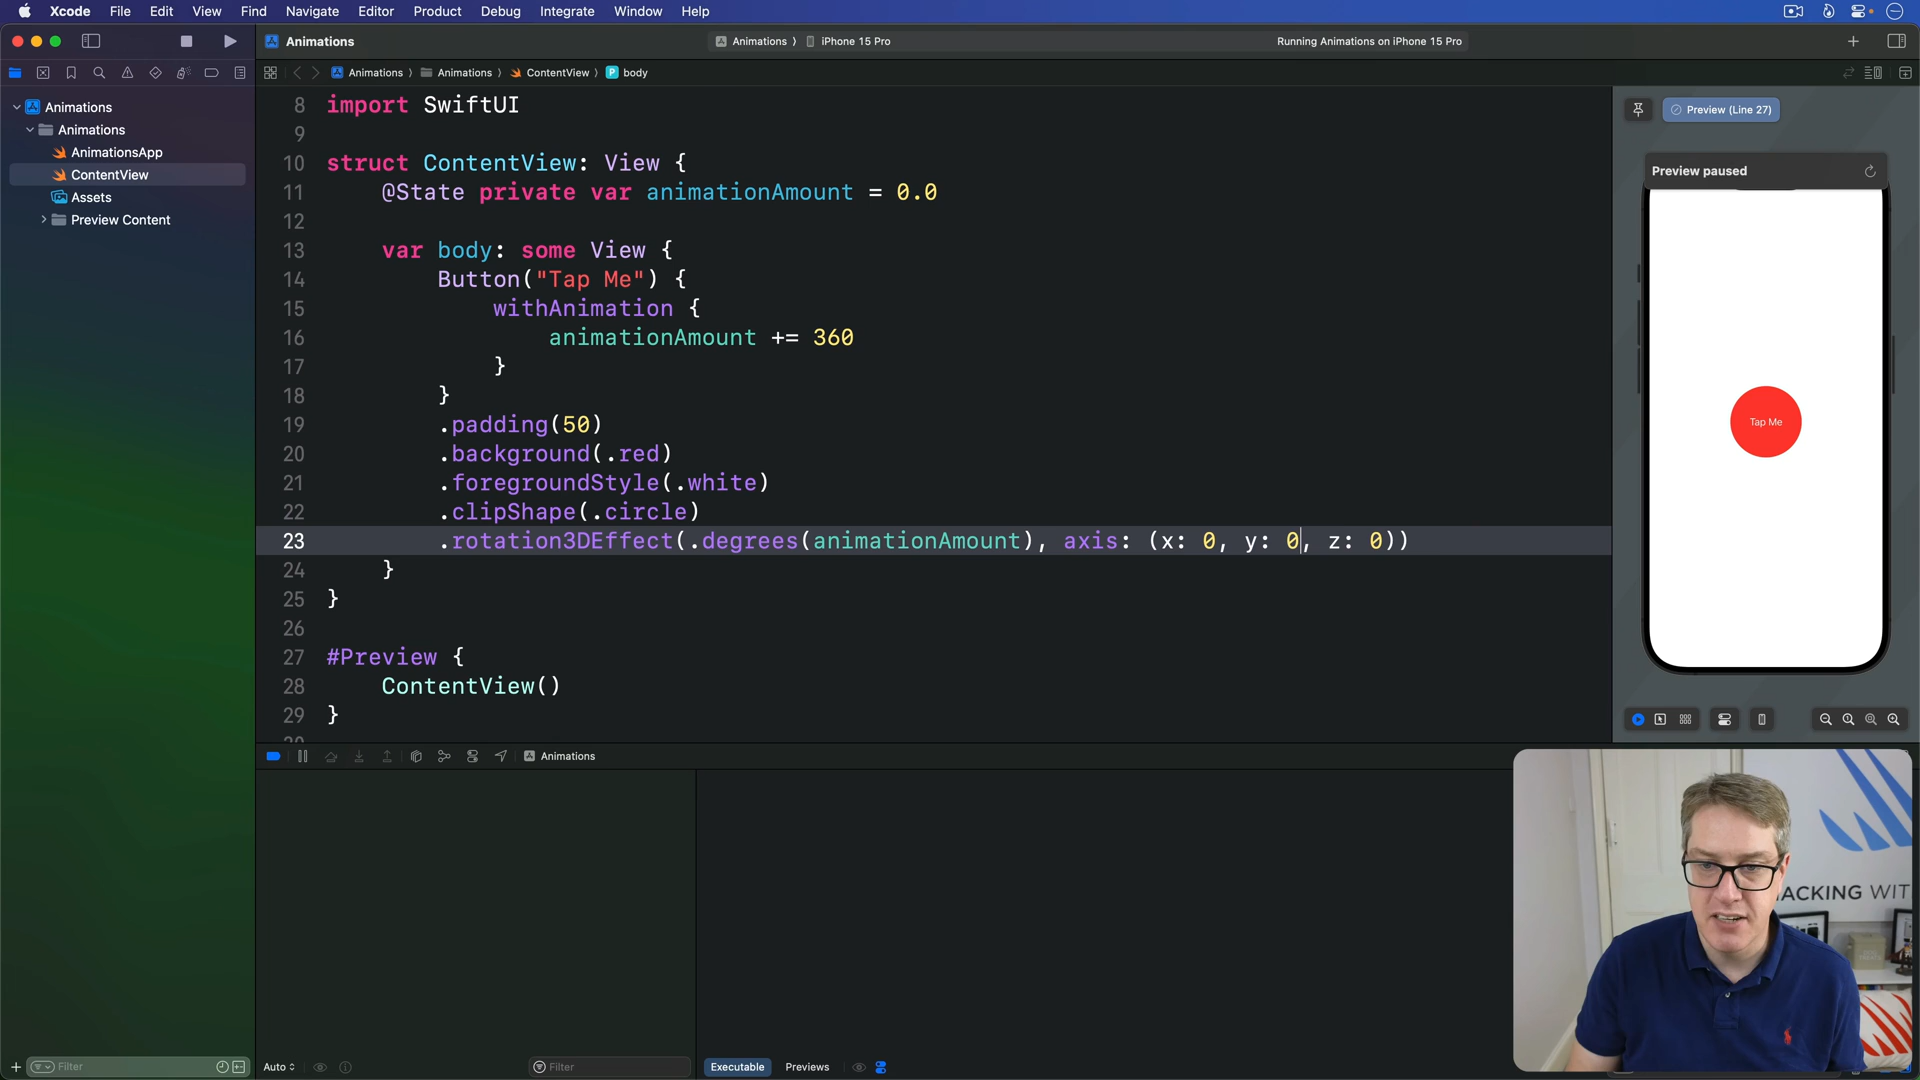 Xcode File Edit View Find Navigate Editor Product Debug Integrate Window Help
Animations
Animations 〉 iPhone 15 Pro
Running Animations on iPhone 15 Pro
Animations 〉 Animations 〉 ContentView 〉 P body
Animations
Animations
AnimationsApp
ContentView
Assets
Preview Content
8 import SwiftUI
9
10 struct ContentView: View {
11 @State private var animationAmount = 0.0
12
13 var body: some View {
14 Button("Tap Me") {
15 withAnimation {
16 animationAmount += 360
17 }
18 }
19 .padding(50)
20 .background(.red)
21 .foregroundStyle(.white)
22 .clipShape(.circle)
23 .rotation3DEffect(.degrees(animationAmount), axis: (x: 0, y: 0, z: 0))
24 }
25 }
26
27 #Preview {
28 ContentView()
29 }
Preview (Line 27)
Preview paused
Tap Me
Animations
ACKING WIT
Filter
Auto
Filter
Executable Previews